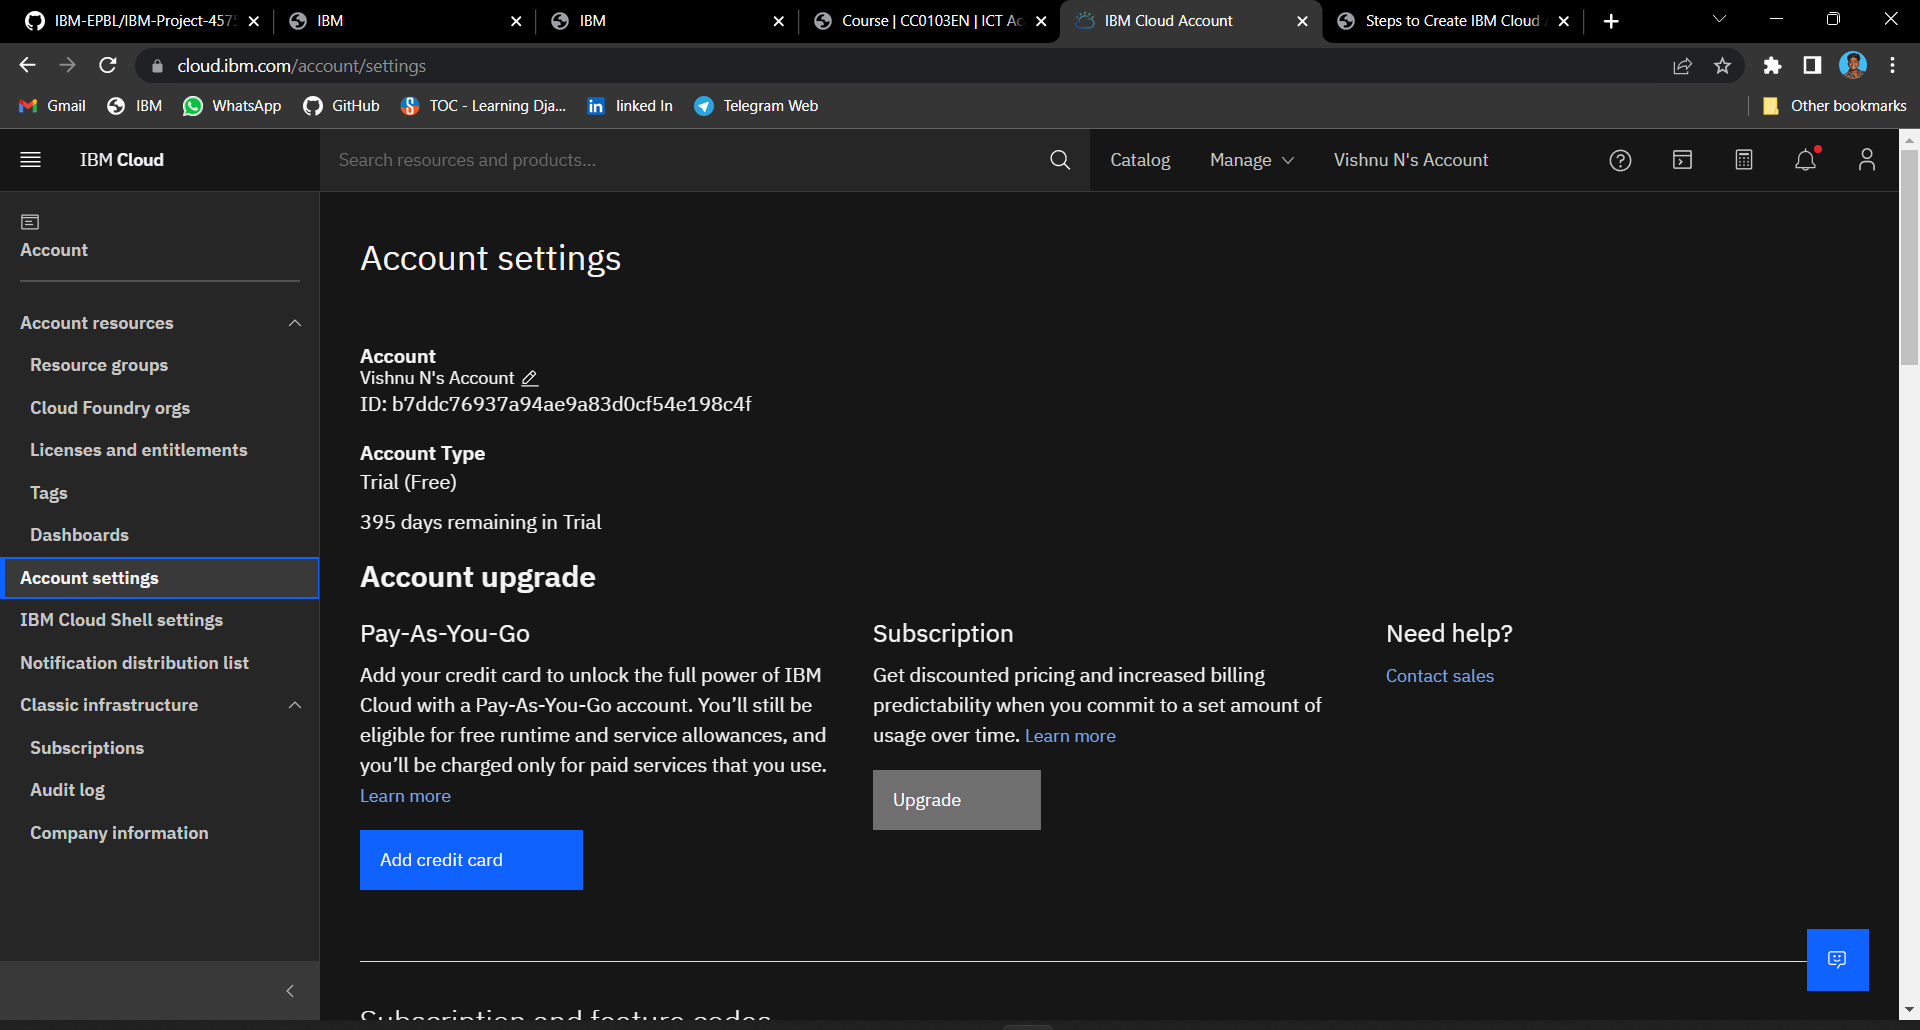 IBM-EPBL/IBM-Project-457
IBM
IBM
Course | CC0103EN | ICT Ac
IBM Cloud Account
Steps to Create IBM Cloud
cloud.ibm.com/account/settings
Gmail
IBM
WhatsApp
GitHub
TOC - Learning Dja...
linked In
Telegram Web
Other bookmarks
IBM Cloud
Search resources and products...
Catalog
Manage
Vishnu N's Account
Account
Account resources
Resource groups
Cloud Foundry orgs
Licenses and entitlements
Tags
Dashboards
Account settings
IBM Cloud Shell settings
Notification distribution list
Classic infrastructure
Subscriptions
Audit log
Company information
Account settings
Account
Vishnu N's Account
ID: b7ddc76937a94ae9a83d0cf54e198c4f
Account Type
Trial (Free)
395 days remaining in Trial
Account upgrade
Pay-As-You-Go
Add your credit card to unlock the full power of IBM
Cloud with a Pay-As-You-Go account. You’ll still be
eligible for free runtime and service allowances, and
you’ll be charged only for paid services that you use.
Learn more
Add credit card
Subscription
Get discounted pricing and increased billing
predictability when you commit to a set amount of
usage over time. Learn more
Upgrade
Need help?
Contact sales
Subscription and feature codes